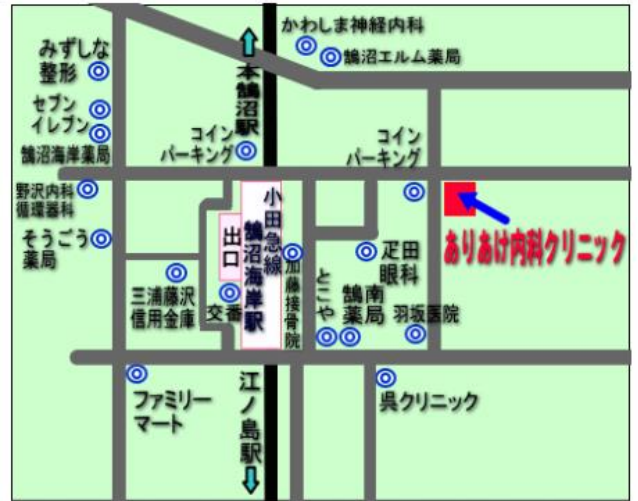 かわしま神経内科
みずしな
整形
鵠沼エルム薬局
本鵠沼駅
セブン
イレブン
コイン
パーキング
コイン
パーキング
鵠沼海岸薬局
野沢内科
循環器科
小田急線
鵠沼海岸駅
出口
ありあけ内科クリニック
そうごう
薬局
疋田
眼科
加藤接骨院
とこや
鵠南
薬局
羽坂医院
三浦藤沢
信用金庫
交番
ファミリー
マート
江ノ島駅
呉クリニック